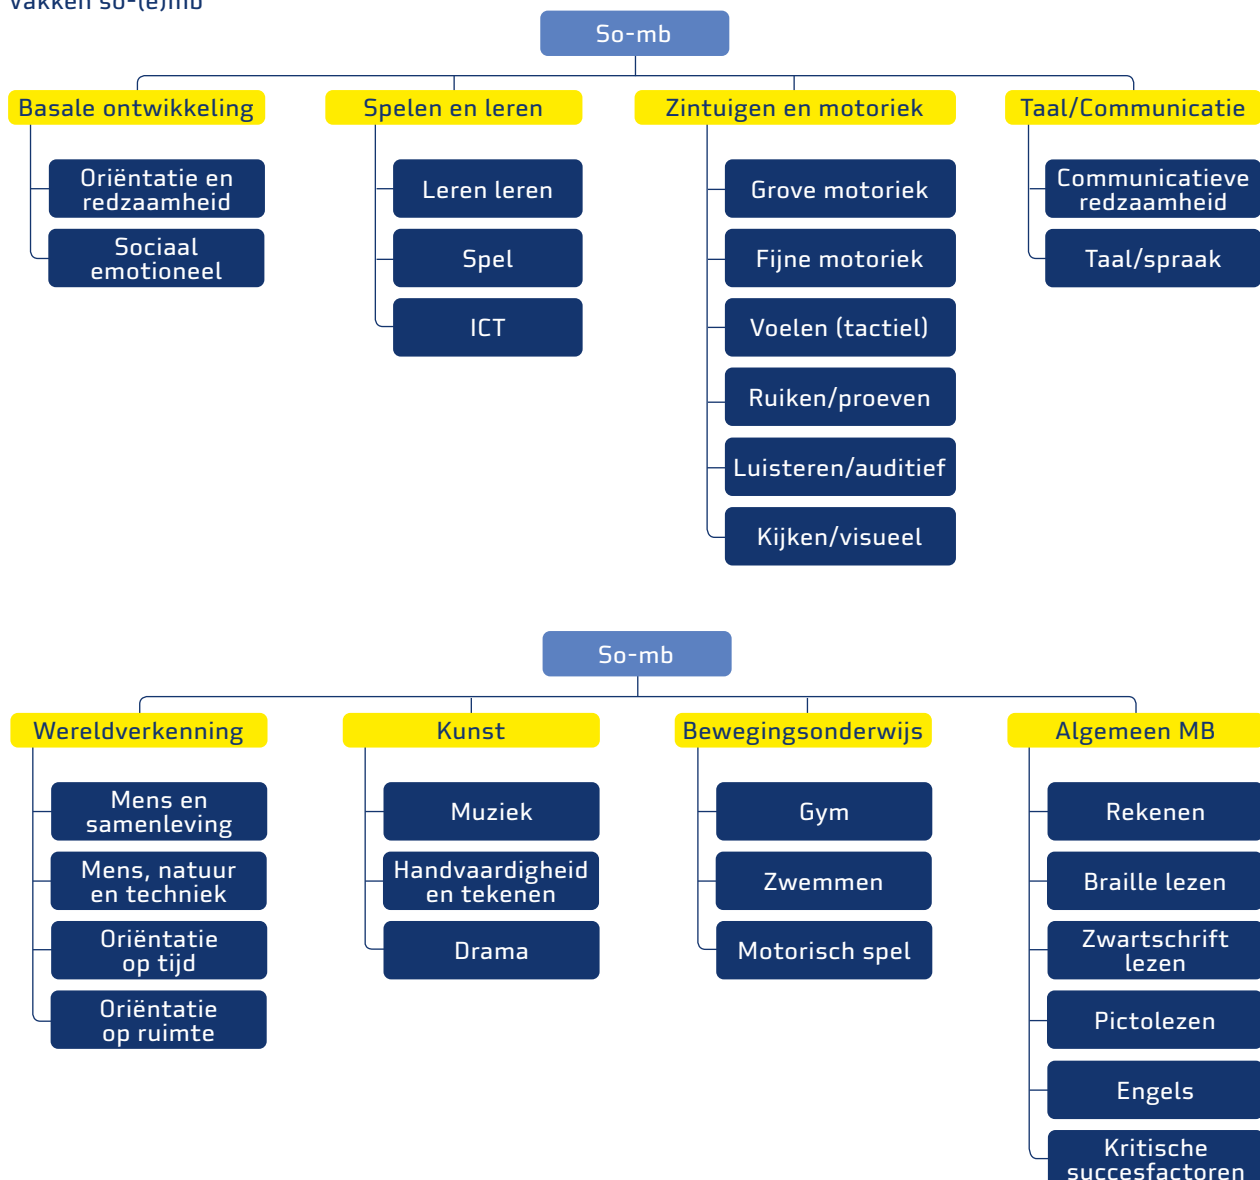 Vakken so-(e)mb
So-mb
Basale ontwikkeling
Oriëntatie en
redzaamheid
Sociaal
emotioneel
Spelen en leren
Leren leren
Spel
ICT
Zintuigen en motoriek
Grove motoriek
Fijne motoriek
Voelen (tactiel)
Ruiken/proeven
Luisteren/auditief
Kijken/visueel
Taal/Communicatie
Communicatieve
redzaamheid
Taal/spraak
So-mb
Wereldverkenning
Mens en
samenleving
Mens, natuur
en techniek
Oriëntatie
op tijd
Oriëntatie
op ruimte
Kunst
Muziek
Handvaardigheid
en tekenen
Drama
Bewegingsonderwijs
Gym
Zwemmen
Motorisch spel
Algemeen MB
Rekenen
Braille lezen
Zwartschrift
lezen
Pictolezen
Engels
Kritische
succesfactoren